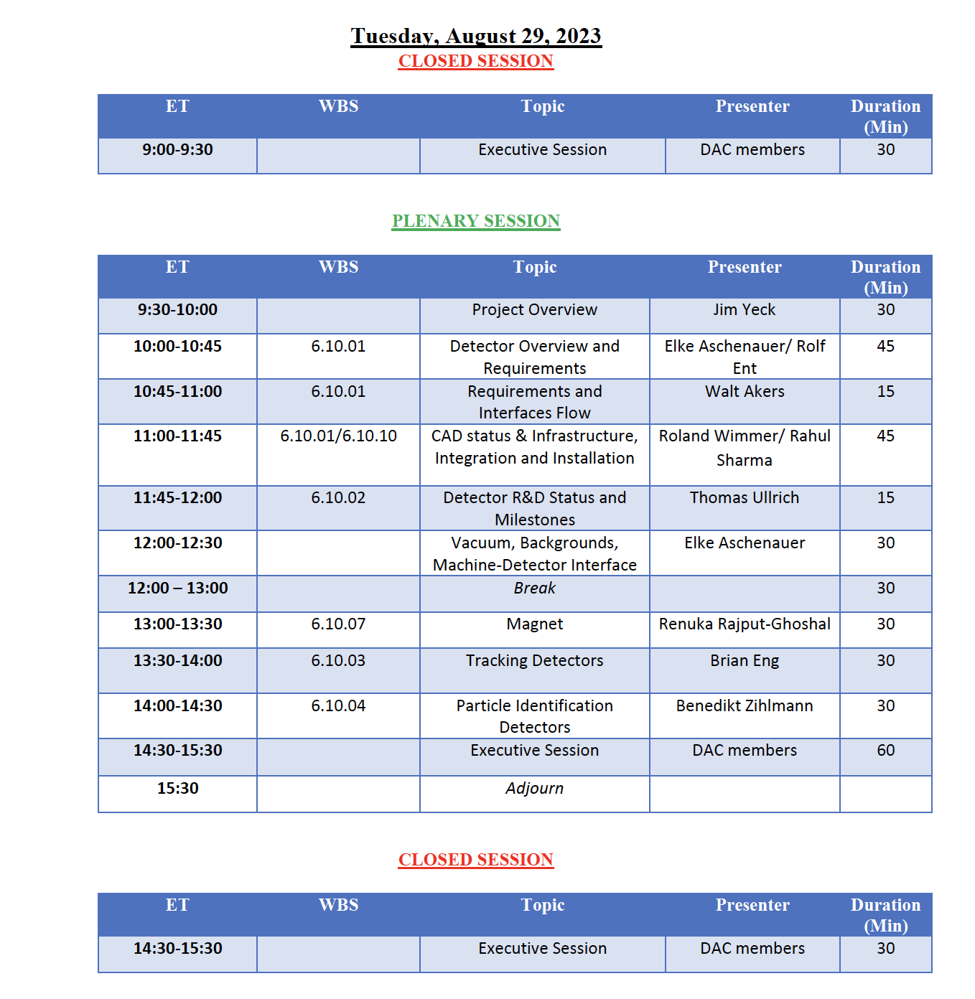 Tuesday, August 29, 2023
CLOSED SESSION
ET WBS Topic Presenter Duration
(Min)
9:00-9:30 Executive Session DAC members 30
PLENARY SESSION
ET WBS Topic Presenter Duration
(Min)
9:30-10:00 Project Overview Jim Yeck 30
10:00-10:45 6.10.01 Detector Overview and Elke Aschenauer/ Rolf 45
Requirements Ent
10:45-11:00 6.10.01 Requirements and Walt Akers 15
Interfaces Flow
11:00-11:45 6.10.01/6.10.10 CAD status & Infrastructure, Roland Wimmer/ Rahul 45
Integration and Installation Sharma
11:45-12:00 6.10.02 Detector R&D Status and Thomas Ullrich 15
Milestones
12:00-12:30 Vacuum, Backgrounds, Elke Aschenauer 30
Machine-Detector Interface
12:00 – 13:00 Break 30
13:00-13:30 6.10.07 Magnet Renuka Rajput-Ghoshal 30
13:30-14:00 6.10.03 Tracking Detectors Brian Eng 30
14:00-14:30 6.10.04 Particle Identification Benedikt Zihlmann 30
Detectors
14:30-15:30 Executive Session DAC members 60
15:30 Adjourn
CLOSED SESSION
ET WBS Topic Presenter Duration
(Min)
14:30-15:30 Executive Session DAC members 30